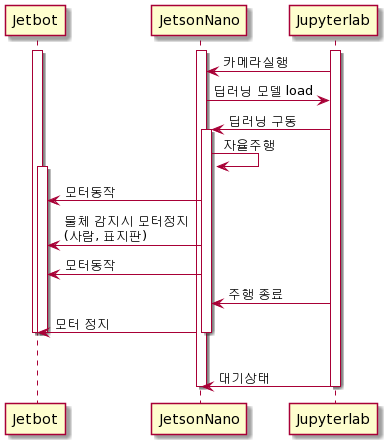 Jetbot
JetsonNano
Jupyterlab
카메라실행
딥러닝 모델 load
딥러닝 구동
자율주행
모터동작
물체 감지시 모터정지
(사람, 표지판)
모터동작
주행 종료
모터 정지
대기상태
Jetbot
JetsonNano
Jupyterlab